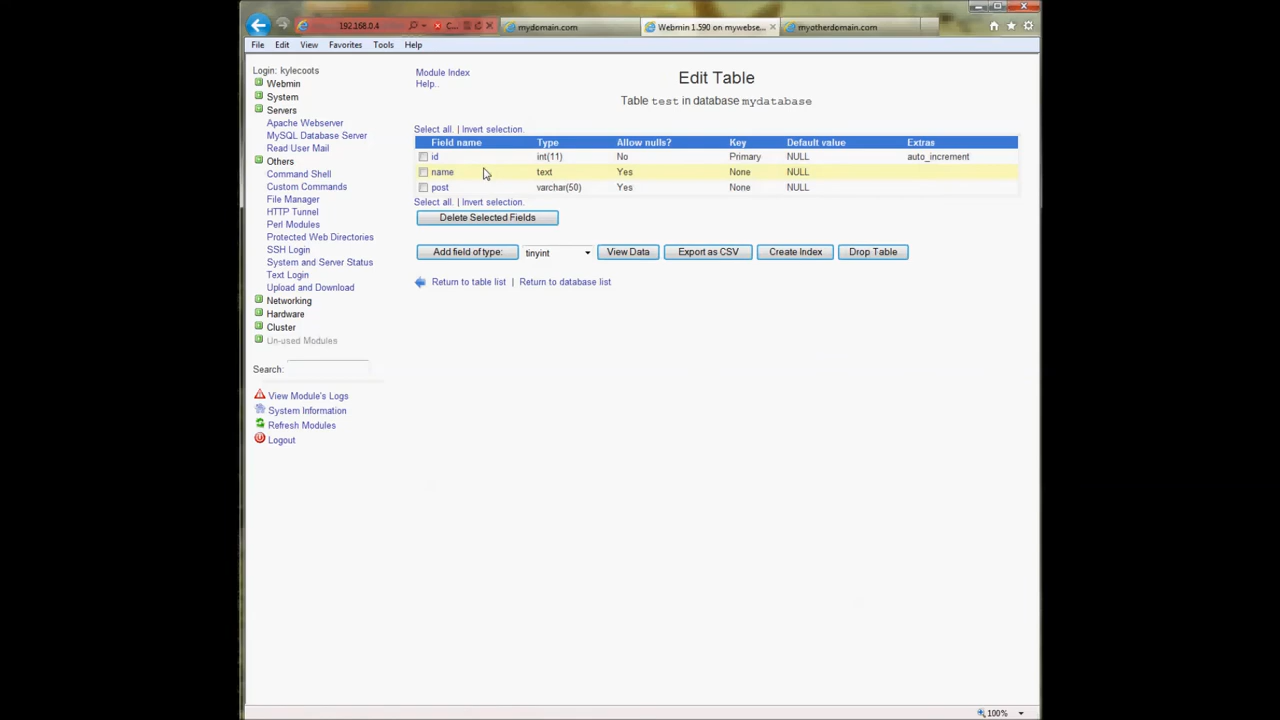 192.168.0.4
C...
mydomain.com
Webmin 1.590 on mywebse...
myotherdomain.com
File Edit View Favorites Tools Help
Login: kylecoots
Webmin
System
Servers
Apache Webserver
MySQL Database Server
Read User Mail
Others
Command Shell
Custom Commands
File Manager
HTTP Tunnel
Perl Modules
Protected Web Directories
SSH Login
System and Server Status
Text Login
Upload and Download
Networking
Hardware
Cluster
Un-used Modules
Search:
View Module's Logs
System Information
Refresh Modules
Logout
Module Index
Help..
Edit Table
Table test in database mydatabase
Select all. | Invert selection.
Field name Type Allow nulls? Key Default value Extras
id int(11) No Primary NULL auto_increment
name text Yes None NULL
post varchar(50) Yes None NULL
Select all. | Invert selection.
Delete Selected Fields
Add field of type: tinyint View Data Export as CSV Create Index Drop Table
Return to table list | Return to database list
100%